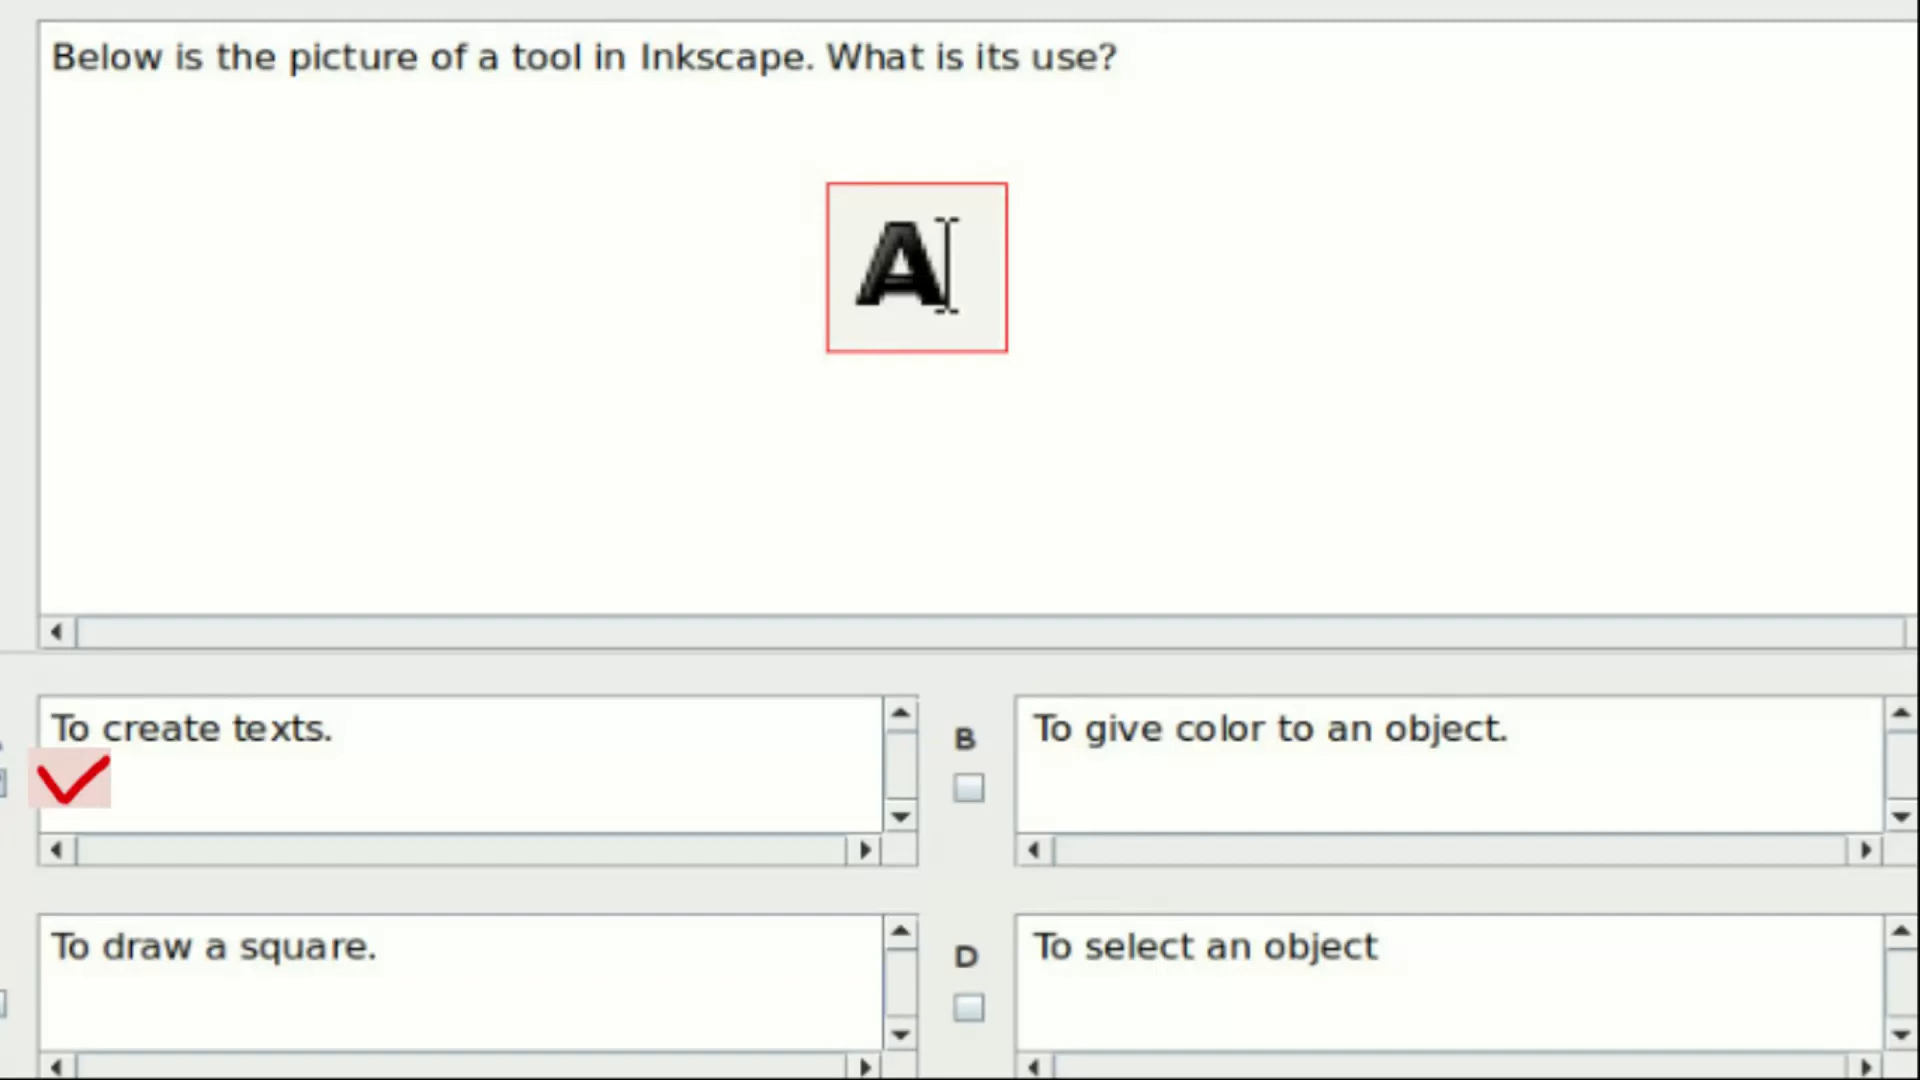 Below is the picture of a tool in Inkscape. What is its use?
A
To create texts.
B
To give color to an object.
To draw a square.
D
To select an object